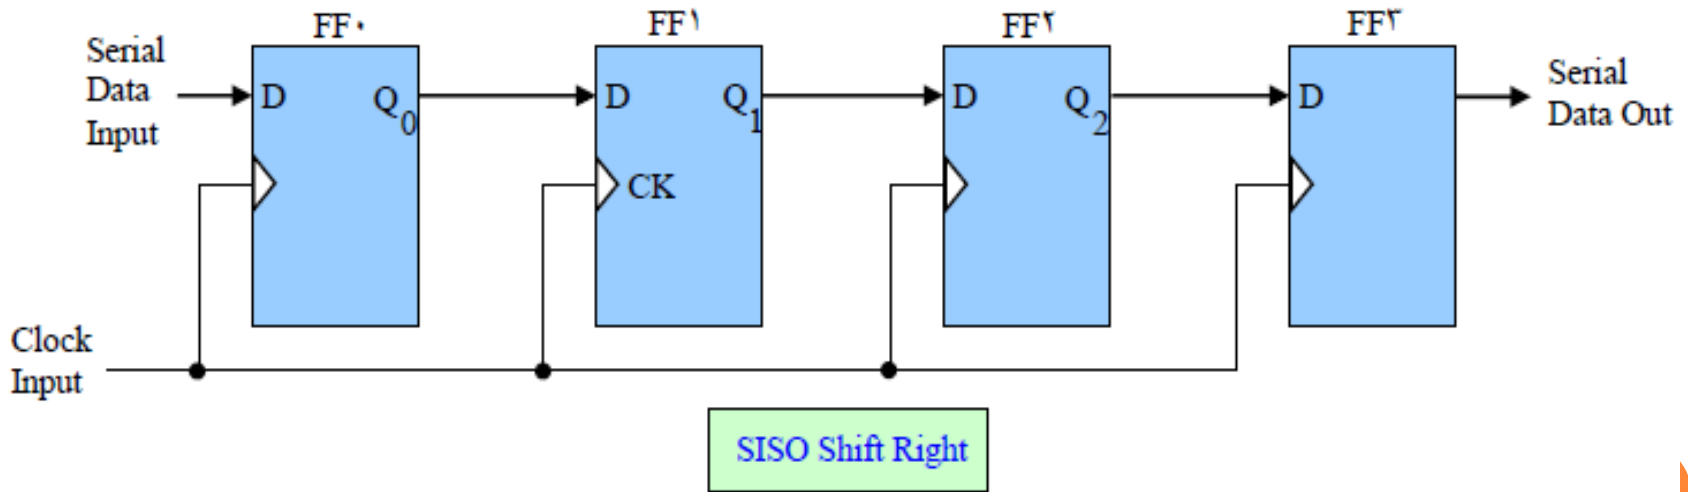 FF٠
FF١
FF٢
FF٣
Serial
Data
Input
D
Q0
D
Q1
D
Q2
D
Serial
Data Out
CK
Clock
Input
SISO Shift Right